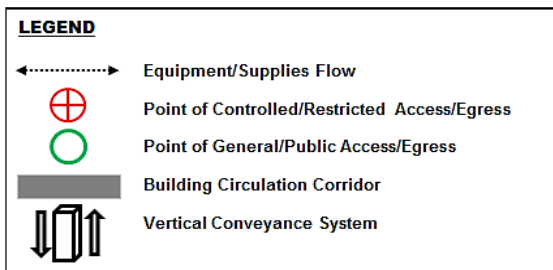 LEGEND
Equipment/Supplies Flow
Point of Controlled/Restricted Access/Egress
Point of General/Public Access/Egress
Building Circulation Corridor
Vertical Conveyance System